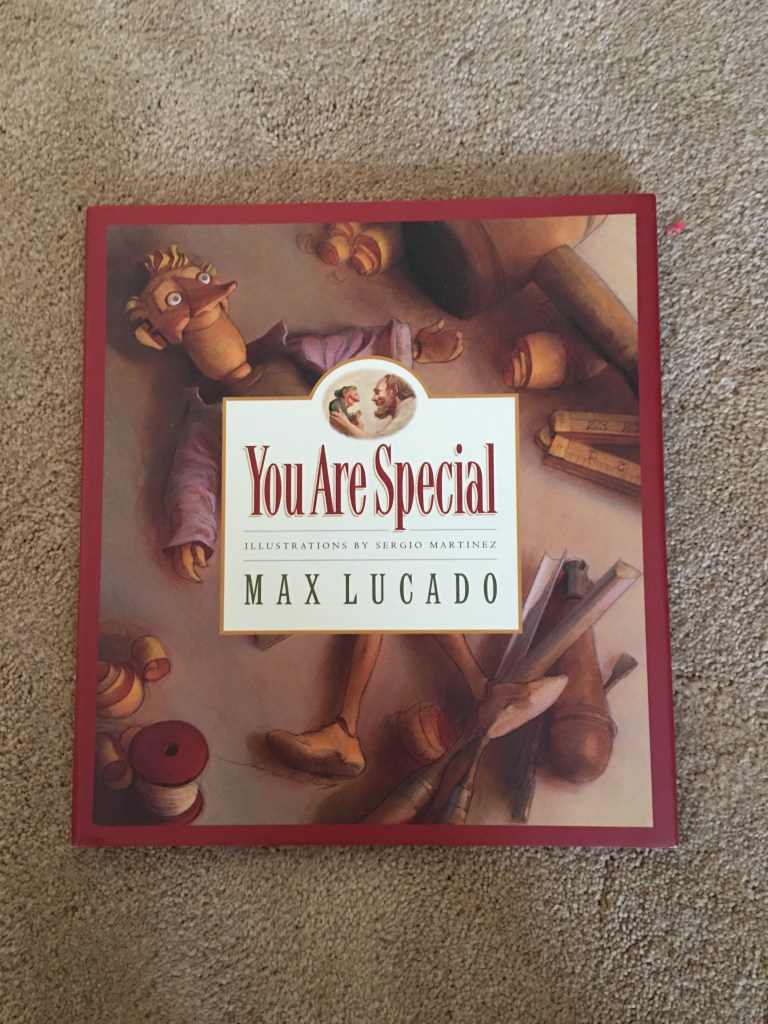 You Are Special
ILLUSTRATIONS BY SERGIO MARTINEZ
MAX LUCADO